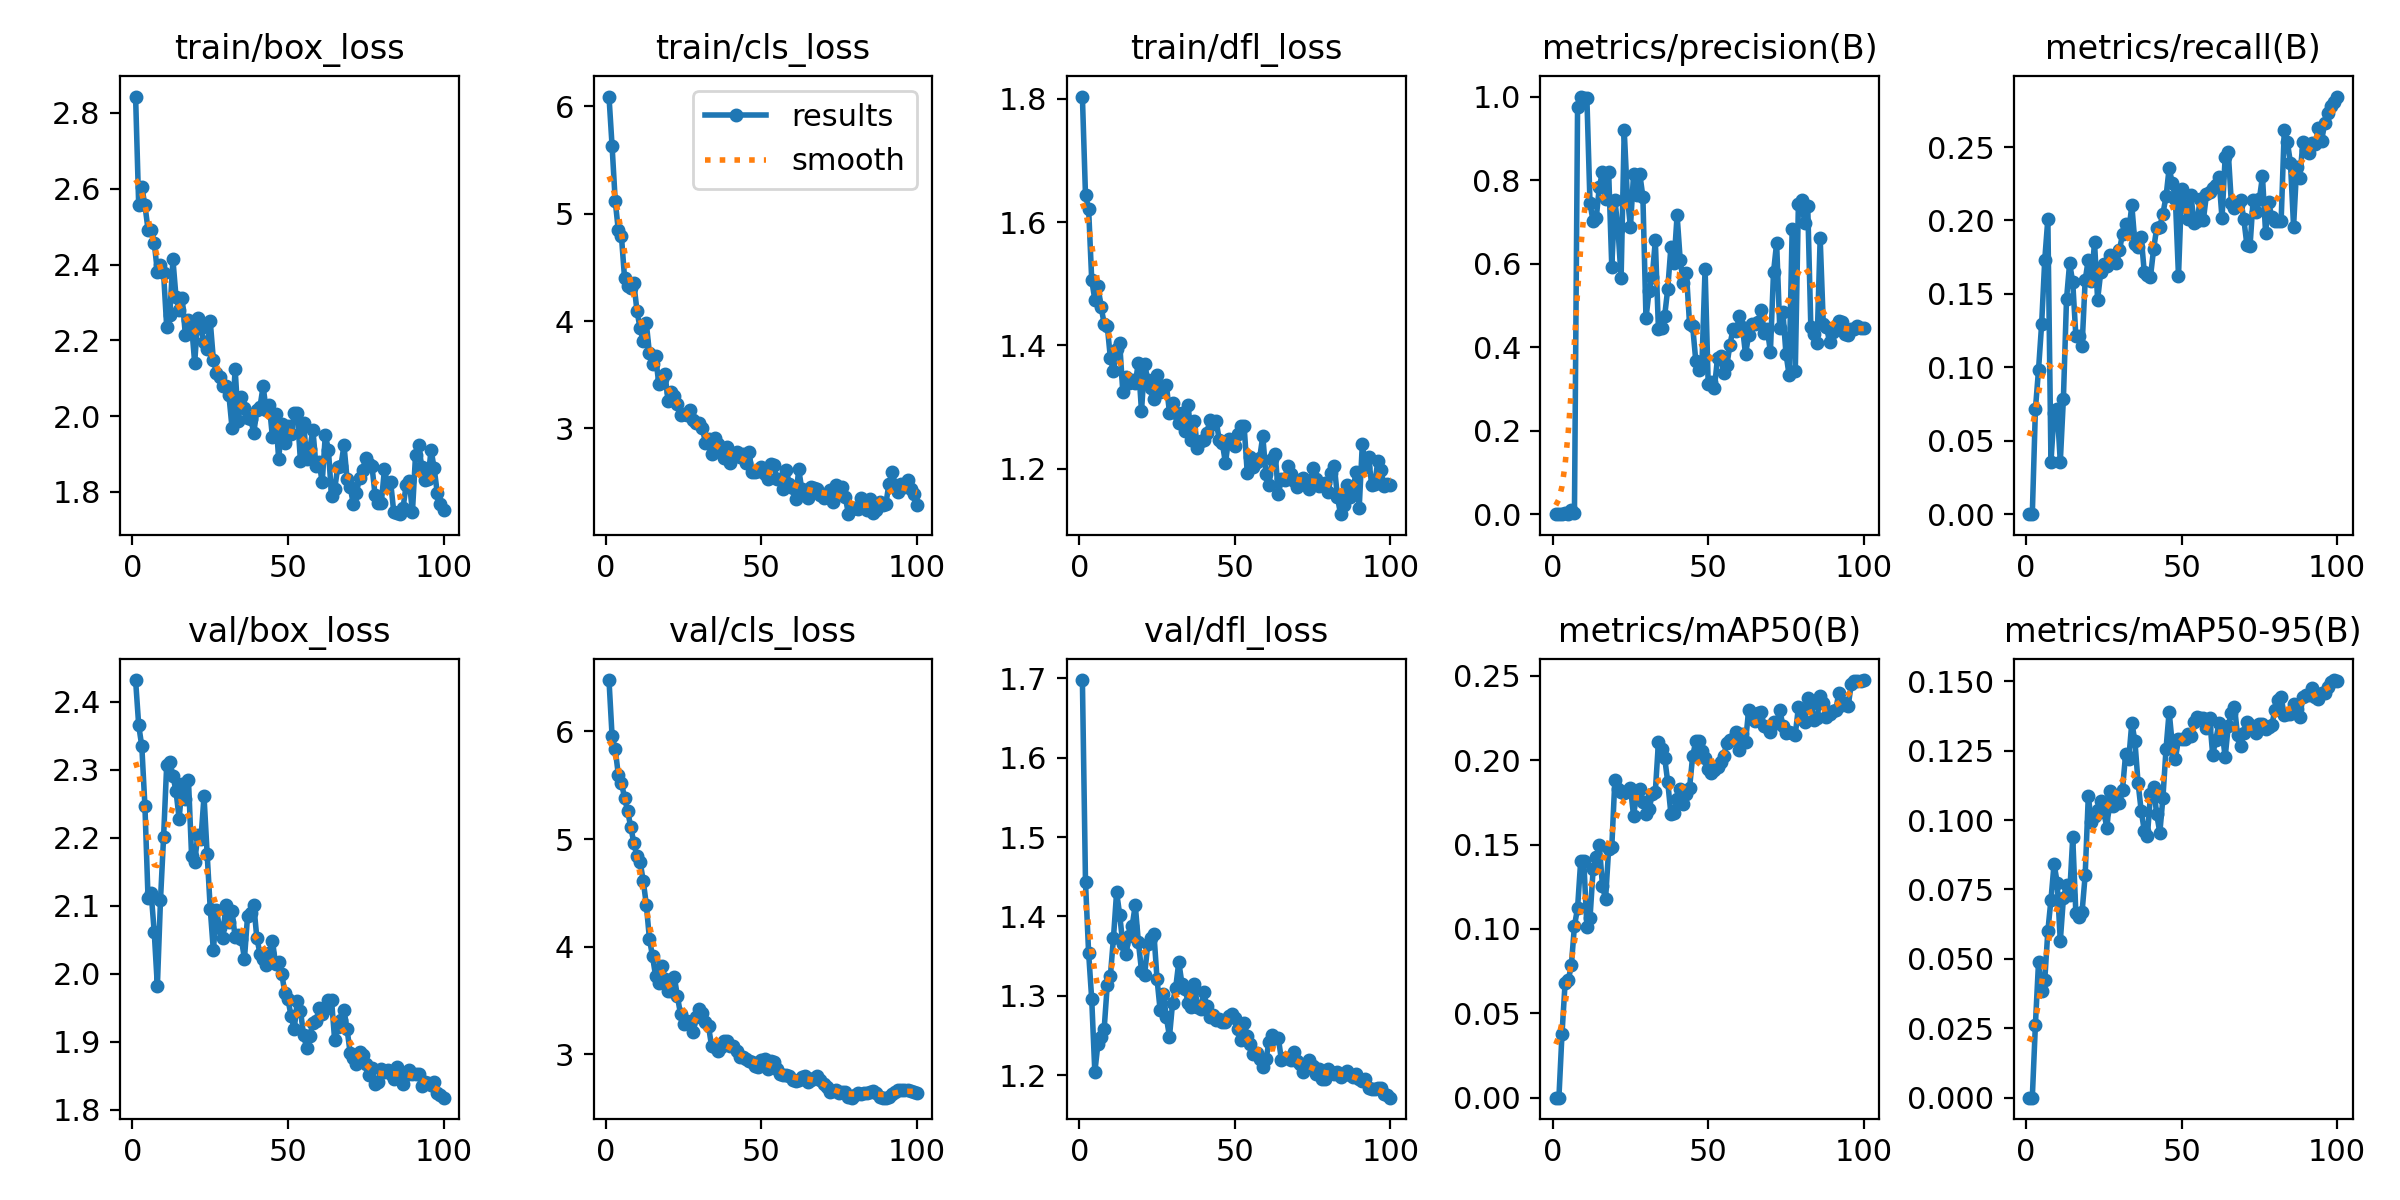 train/box_loss
2.8
2.6
2.4
2.2
2.0
1.8
0 50 100
train/cls_loss
results
smooth
6
5
4
3
0 50 100
train/dfl_loss
1.8
1.6
1.4
1.2
0 50 100
metrics/precision(B)
1.0
0.8
0.6
0.4
0.2
0.0
0 50 100
metrics/recall(B)
0.25
0.20
0.15
0.10
0.05
0.00
0 50 100
val/box_loss
2.4
2.3
2.2
2.1
2.0
1.9
1.8
0 50 100
val/cls_loss
6
5
4
3
0 50 100
val/dfl_loss
1.7
1.6
1.5
1.4
1.3
1.2
0 50 100
metrics/mAP50(B)
0.25
0.20
0.15
0.10
0.05
0.00
0 50 100
metrics/mAP50-95(B)
0.150
0.125
0.100
0.075
0.050
0.025
0.000
0 50 100